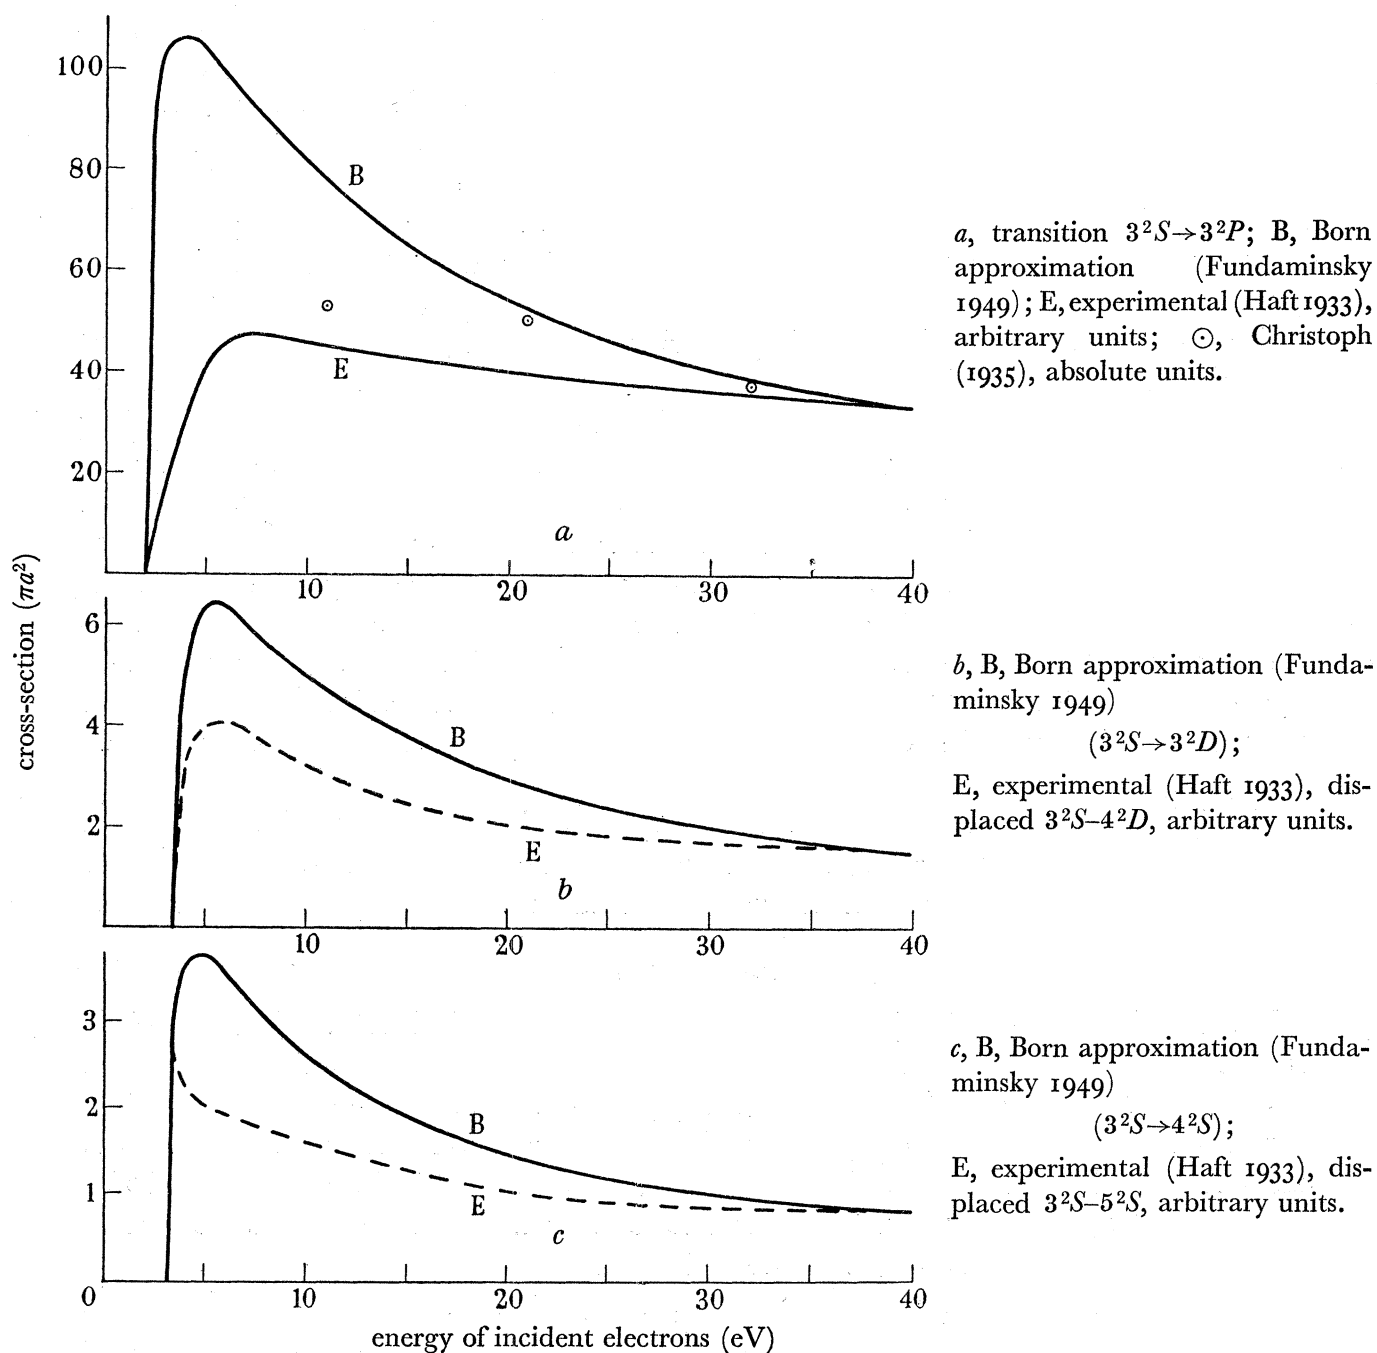 100
80
60
40
20
B
E
a
10
20
30
40
a, transition 3²S→3²P; B, Born
approximation (Fundaminsky
1949); E, experimental (Haft 1933),
arbitrary units; ⊙, Christoph
(1935), absolute units.
cross-section (πa²)
6
4
2
B
E
b
10
20
30
40
b, B, Born approximation (Funda-
minsky 1949)
(3²S→3²D);
E, experimental (Haft 1933), dis-
placed 3²S–4²D, arbitrary units.
3
2
1
0
B
E
c
0
10
20
30
40
energy of incident electrons (eV)
c, B, Born approximation (Funda-
minsky 1949)
(3²S→4²S);
E, experimental (Haft 1933), dis-
placed 3²S–5²S, arbitrary units.